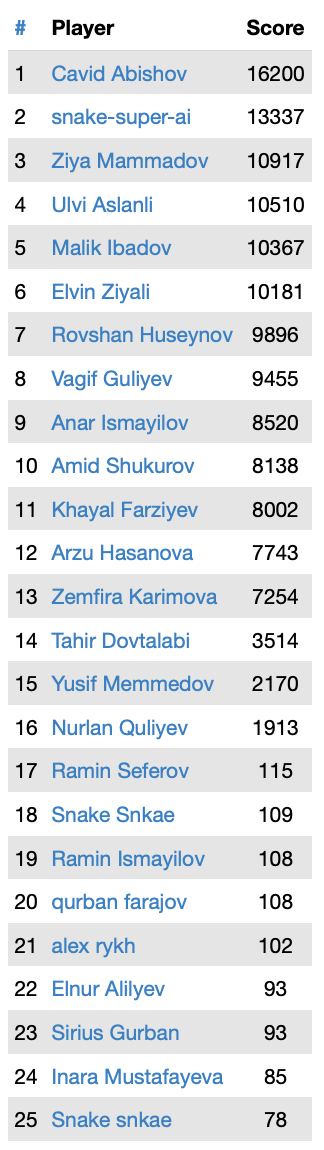 # Player Score
1 Cavid Abishov 16200
2 snake-super-ai 13337
3 Ziya Mammadov 10917
4 Ulvi Aslanli 10510
5 Malik Ibadov 10367
6 Elvin Ziyali 10181
7 Rovshan Huseynov 9896
8 Vagif Guliyev 9455
9 Anar Ismayilov 8520
10 Amid Shukurov 8138
11 Khayal Farziyev 8002
12 Arzu Hasanova 7743
13 Zemfira Karimova 7254
14 Tahir Dovtalabi 3514
15 Yusif Memmedov 2170
16 Nurlan Quliyev 1913
17 Ramin Seferov 115
18 Snake Snkae 109
19 Ramin Ismayilov 108
20 qurban farajov 108
21 alex rykh 102
22 Elnur Alilyev 93
23 Sirius Gurban 93
24 Inara Mustafayeva 85
25 Snake snkae 78